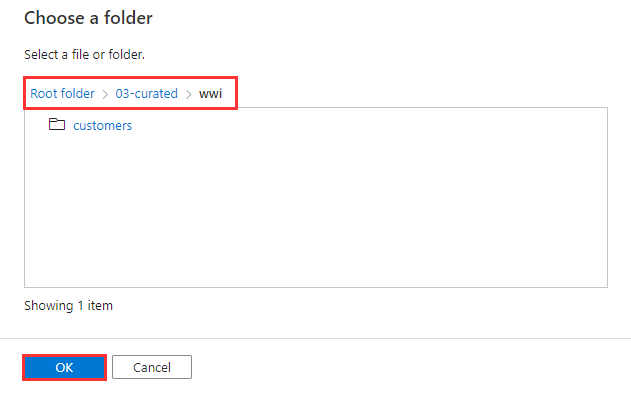 Choose a folder
Select a file or folder.
Root folder > 03-curated > wwi
customers
Showing 1 item
OK Cancel